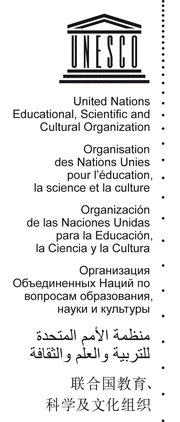 UNESCO
United Nations
Educational, Scientific and
Cultural Organization
Organisation
des Nations Unies
pour l'éducation,
la science et la culture
Organización
de las Naciones Unidas
para la Educación,
la Ciencia y la Cultura
Организация
Объединенных Наций по
вопросам образования,
науки и культуры
منظمة الأمم المتحدة
للتربية والعلم والثقافة
联合国教育、
科学及文化组织